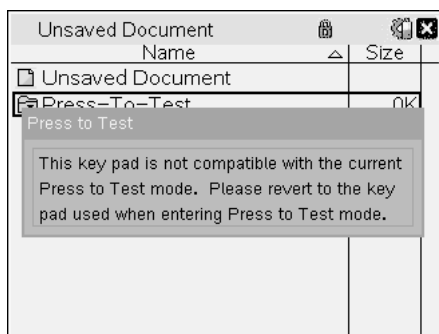 Unsaved Document
Name Size
Unsaved Document
Press-To-Test 0K
Press to Test
This key pad is not compatible with the current
Press to Test mode. Please revert to the key
pad used when entering Press to Test mode.